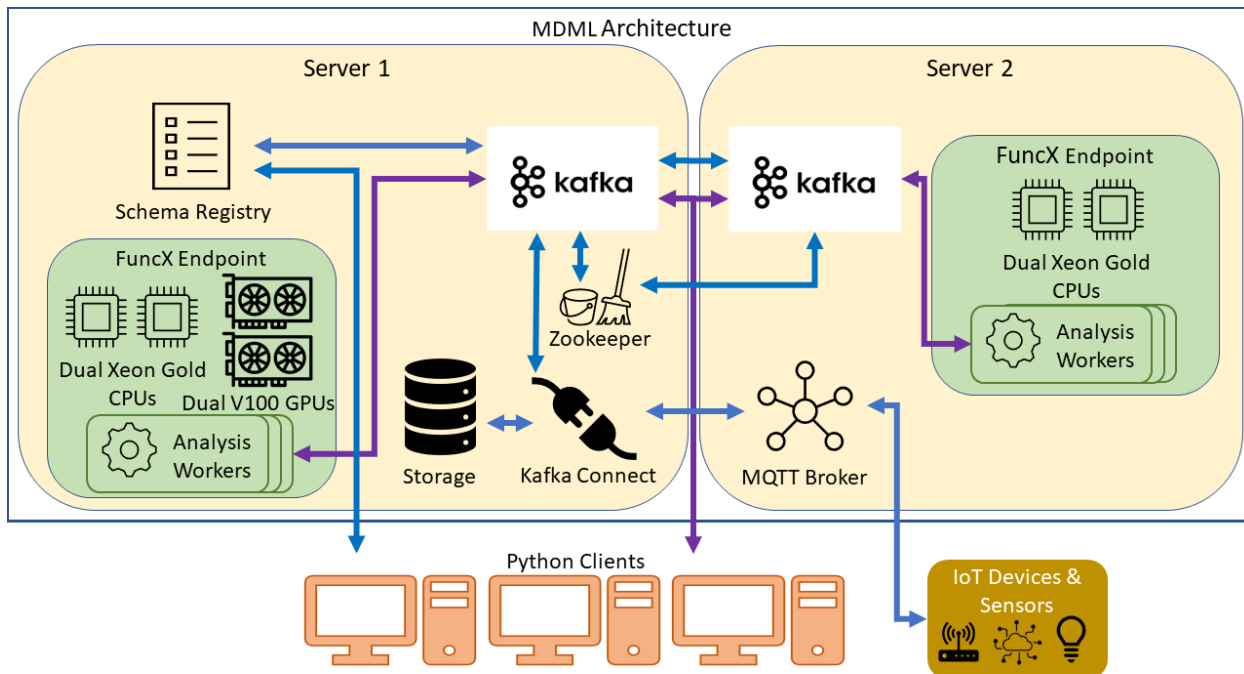 MDML Architecture
Server 1
Schema Registry
kafka
FuncX Endpoint
Dual Xeon Gold
CPUs
Dual V100 GPUs
Analysis
Workers
Zookeeper
Storage
Kafka Connect
Server 2
kafka
FuncX Endpoint
Dual Xeon Gold
CPUs
Analysis
Workers
MQTT Broker
Python Clients
IoT Devices &
Sensors